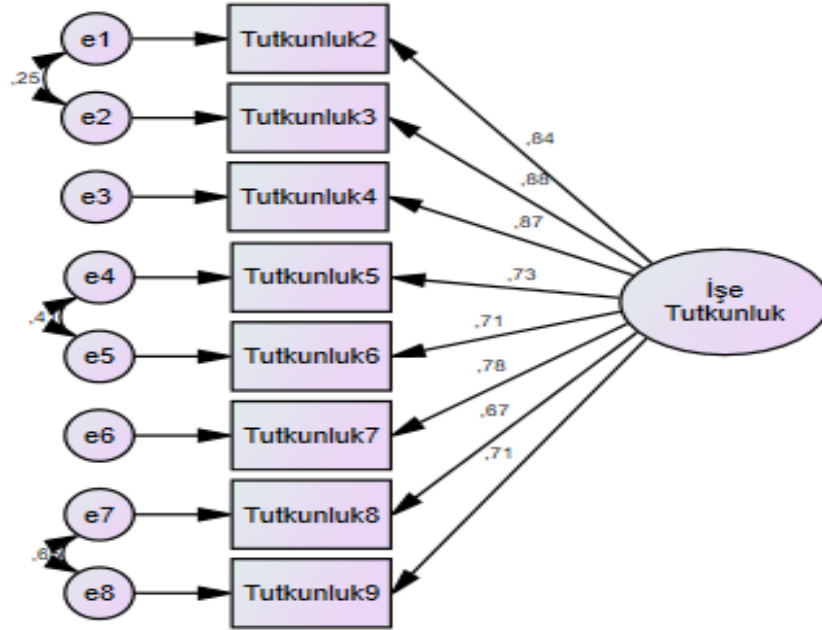 e1 Tutkunluk2
,25
e2 Tutkunluk3
,84
,88
e3 Tutkunluk4
,87
e4 Tutkunluk5
,73
İşe
Tutkunluk
,71
e5 Tutkunluk6
,78
,67
e6 Tutkunluk7
,71
e7 Tutkunluk8
e8 Tutkunluk9